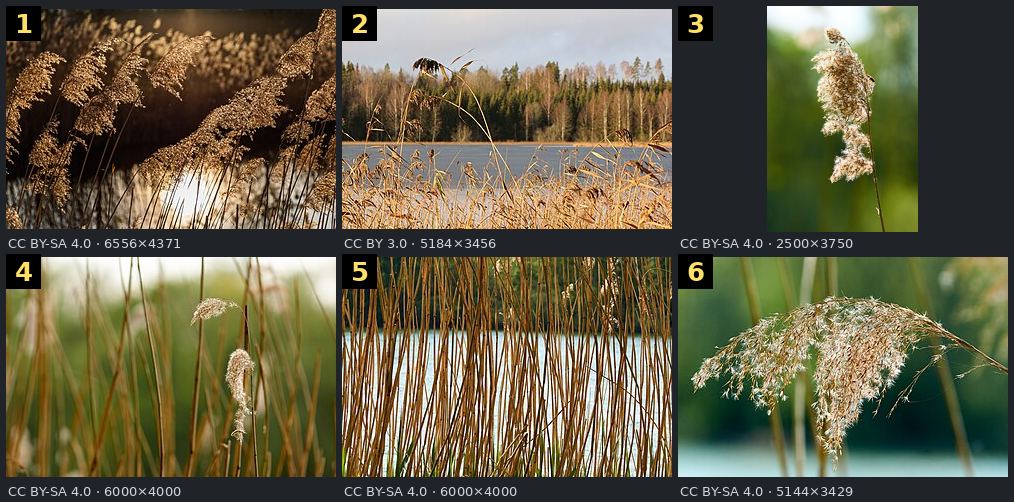 1
2
3
CC BY-SA 4.0 · 6556×4371
CC BY 3.0 · 5184×3456
CC BY-SA 4.0 · 2500×3750
4
5
6
CC BY-SA 4.0 · 6000×4000
CC BY-SA 4.0 · 6000×4000
CC BY-SA 4.0 · 5144×3429